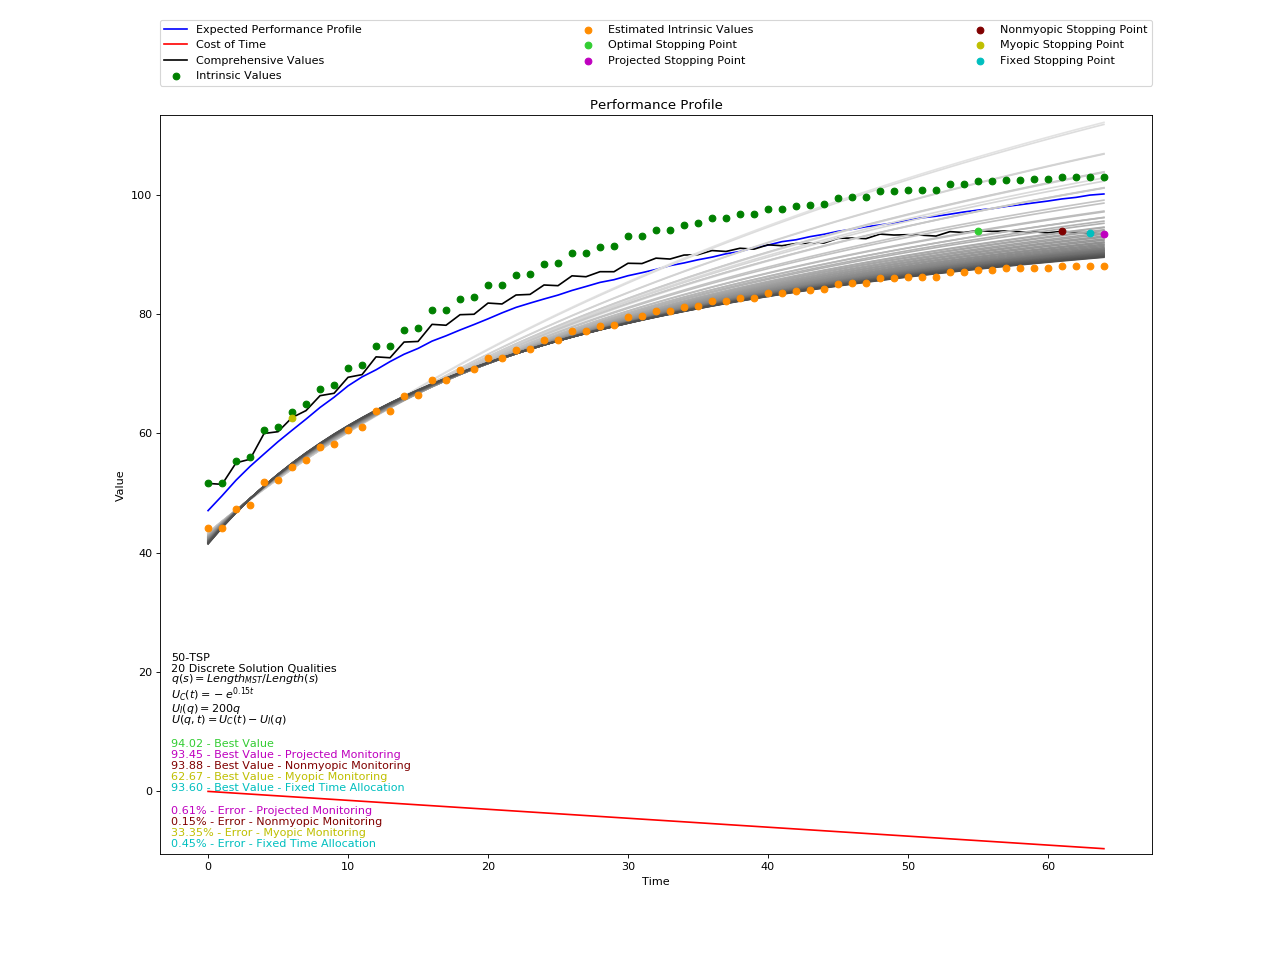 Expected Performance Profile
Cost of Time
Comprehensive Values
Intrinsic Values
Estimated Intrinsic Values
Optimal Stopping Point
Projected Stopping Point
Nonmyopic Stopping Point
Myopic Stopping Point
Fixed Stopping Point
Performance Profile
Value
100
80
60
40
20
0
50-TSP
20 Discrete Solution Qualities
q(s) = Length_{MST}/Length(s)
U_C(t) = −e^{0.15t}
U_I(q) = 200q
U(q, t) = U_C(t) − U_I(q)
94.02 - Best Value
93.45 - Best Value - Projected Monitoring
93.88 - Best Value - Nonmyopic Monitoring
62.67 - Best Value - Myopic Monitoring
93.60 - Best Value - Fixed Time Allocation
0.61% - Error - Projected Monitoring
0.15% - Error - Nonmyopic Monitoring
33.35% - Error - Myopic Monitoring
0.45% - Error - Fixed Time Allocation
0 10 20 30 40 50 60
Time